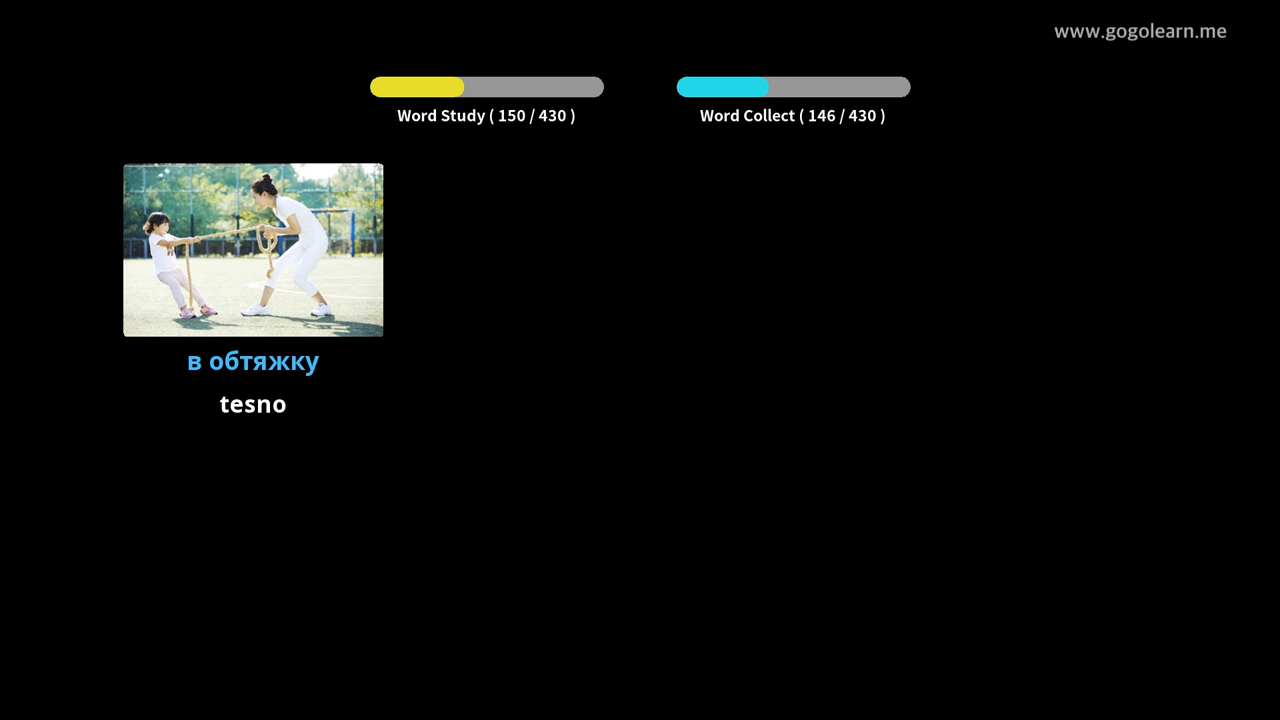 www.gogolearn.me
Word Study ( 150 / 430 )
Word Collect ( 146 / 430 )
в обтяжку
tesno